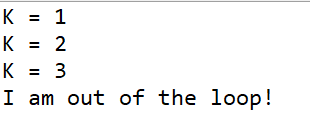 K = 1
K = 2
K = 3
I am out of the loop!